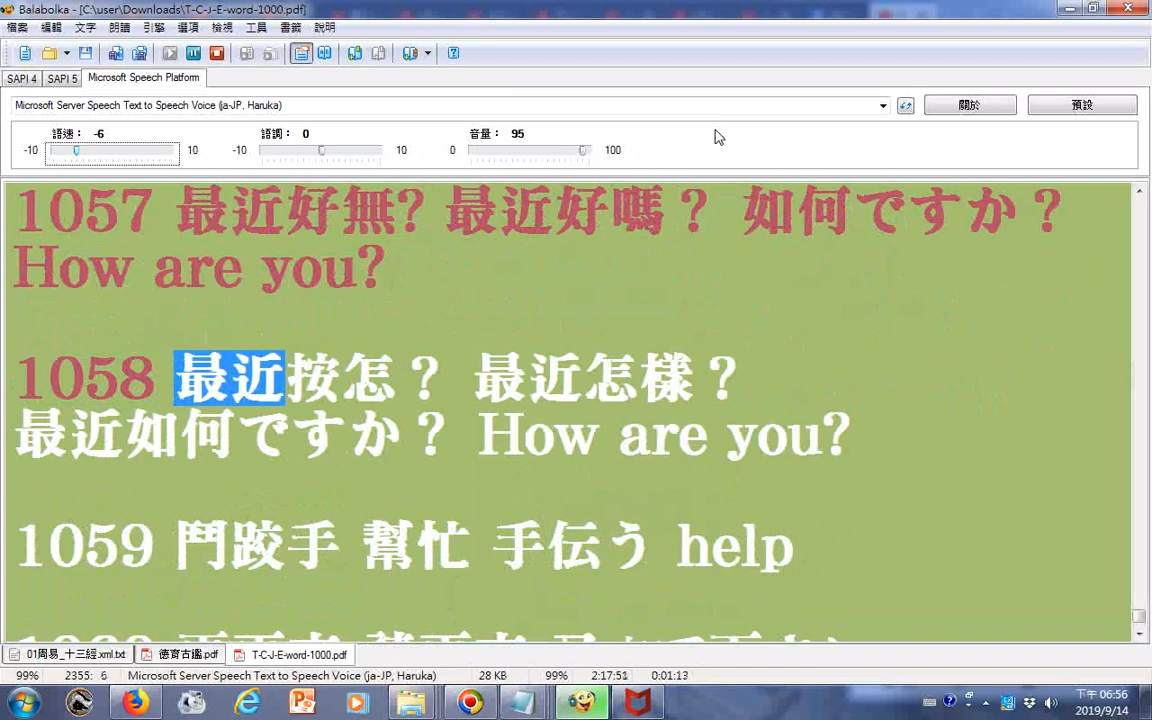 Balabolka - [C:\user\Downloads\T-C-J-E-word-1000.pdf]
檔案 編輯 文字 朗讀 引擎 選項 檢視 工具 書籤 說明
SAPI 4 SAPI 5 Microsoft Speech Platform
Microsoft Server Speech Text to Speech Voice (ja-JP, Haruka) 關於 預設
語速： -6 語調： 0 音量： 95
-10 10 -10 10 0 100
1057 最近好無? 最近好嗎？ 如何ですか？
How are you?
1058 最近按怎？ 最近怎樣？
最近如何ですか？ How are you?
1059 鬥跤手 幫忙 手伝う help
01周易_十三經.xml.txt 德育古鑑.pdf T-C-J-E-word-1000.pdf
99% 2355: 6 Microsoft Server Speech Text to Speech Voice (ja-JP, Haruka) 28 KB 99% 2:17:51 0:01:13
下午 06:56
2019/9/14